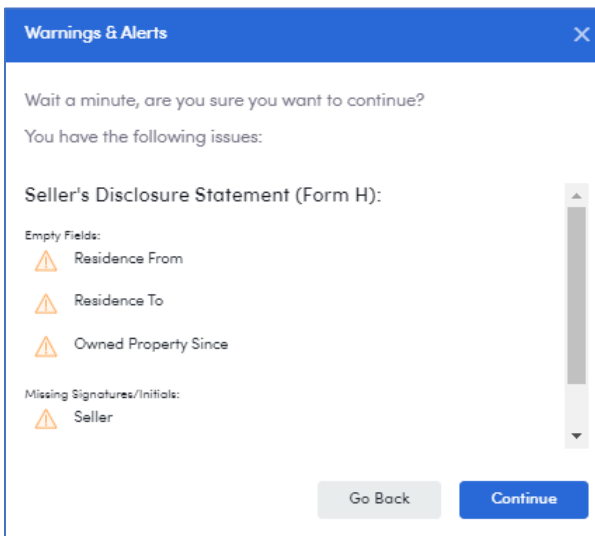 Warnings & Alerts
Wait a minute, are you sure you want to continue?
You have the following issues:
Seller's Disclosure Statement (Form H):
Empty Fields:
Residence From
Residence To
Owned Property Since
Missing Signatures/Initials:
Seller
Go Back Continue